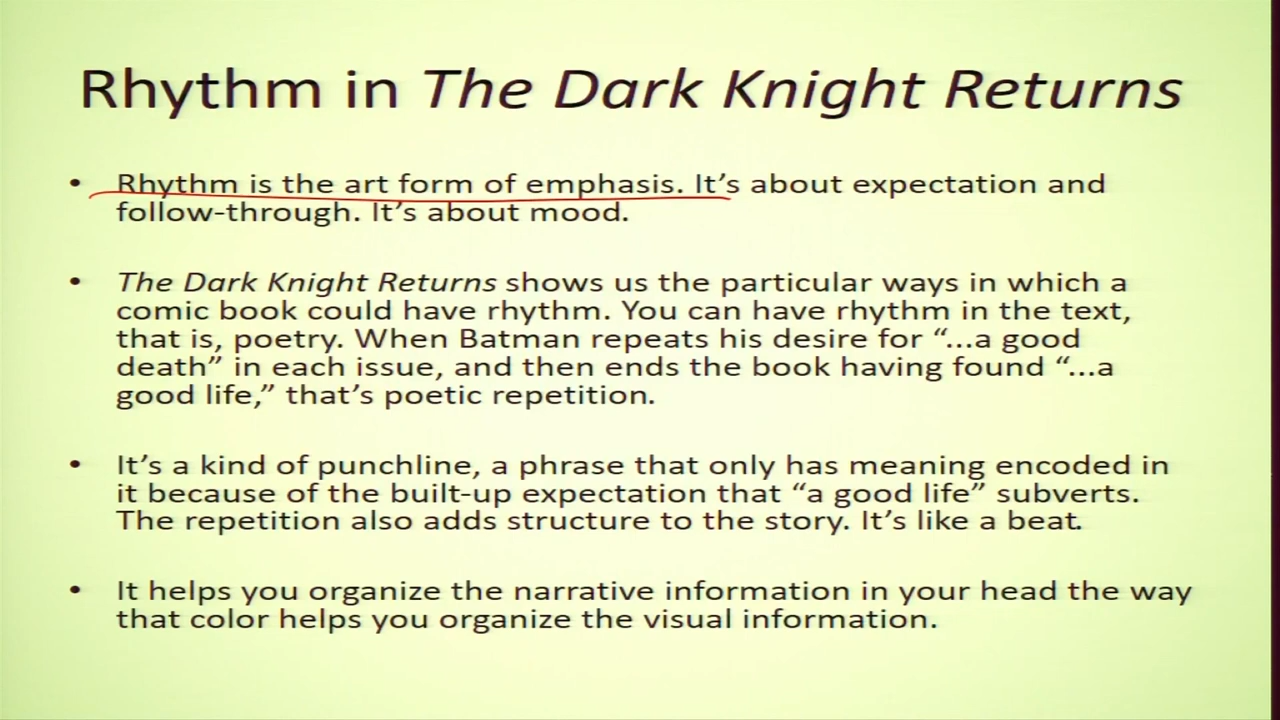 Rhythm in The Dark Knight Returns
• Rhythm is the art form of emphasis. It’s about expectation and
follow-through. It’s about mood.
• The Dark Knight Returns shows us the particular ways in which a
comic book could have rhythm. You can have rhythm in the text,
that is, poetry. When Batman repeats his desire for “...a good
death” in each issue, and then ends the book having found “...a
good life,” that’s poetic repetition.
• It’s a kind of punchline, a phrase that only has meaning encoded in
it because of the built-up expectation that “a good life” subverts.
The repetition also adds structure to the story. It’s like a beat.
• It helps you organize the narrative information in your head the way
that color helps you organize the visual information.